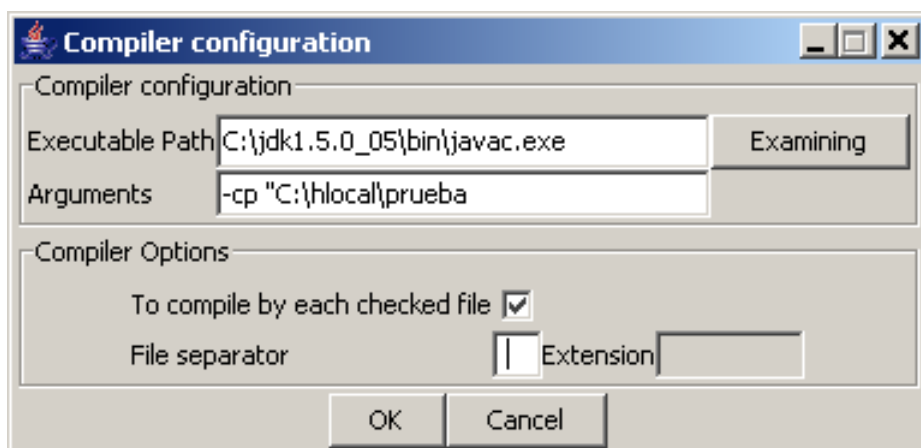 Compiler configuration
Compiler configuration
Executable Path C:\jdk1.5.0_05\bin\javac.exe Examining
Arguments -cp "C:\hlocal\prueba
Compiler Options
To compile by each checked file
File separator Extension
OK Cancel